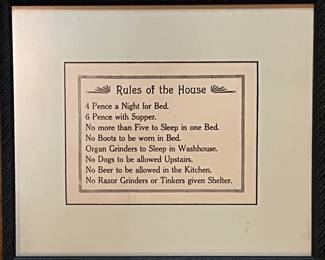 Rules of the House
4 Pence a Night for Bed.
6 Pence with Supper.
No more than Five to Sleep in one Bed.
No Boots to be worn in Bed.
Organ Grinders to Sleep in Washhouse.
No Dogs to be allowed Upstairs.
No Beer to be allowed in the Kitchen.
No Razor Grinders or Tinkers given Shelter.